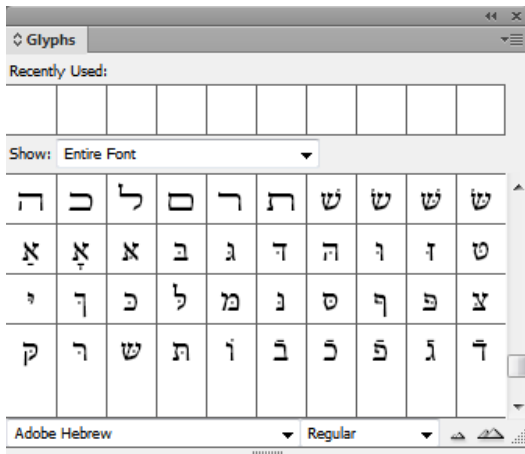 Glyphs
Recently Used:
Show: Entire Font
ﬣ ﬤ ﬥ ﬦ ﬧ ﬨ שׁ שׂ שּׁ שּׂ
אַ אָ אּ בּ גּ דּ הּ וּ זּ טּ
יּ ךּ כּ לּ מּ נּ סּ ףּ פּ צּ
קּ רּ שּ תּ וֹ בֿ כֿ פֿ גֿ דֿ
Adobe Hebrew Regular